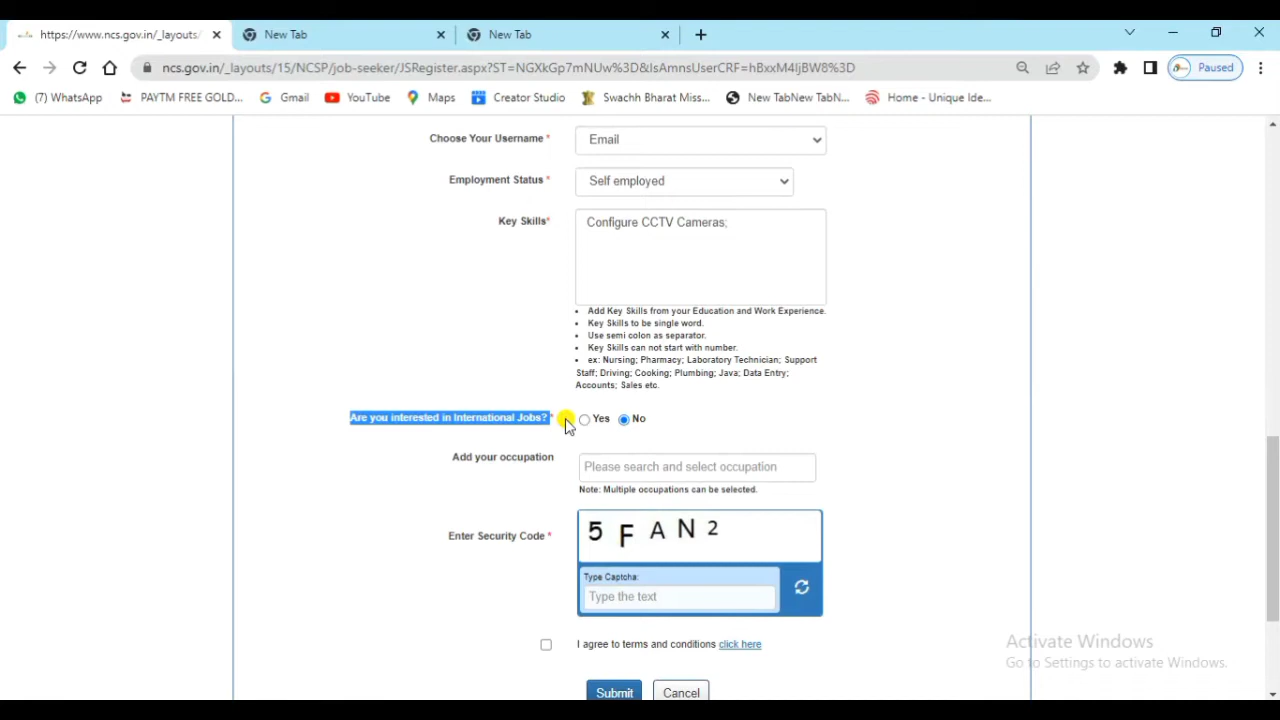 https://www.ncs.gov.in/_layouts/
New Tab
New Tab
ncs.gov.in/_layouts/15/NCSP/job-seeker/JSRegister.aspx?ST=NGXkGp7mNUw%3D&IsAmnsUserCRF=hBxxM4IjBW8%3D
Paused
(7) WhatsApp
PAYTM FREE GOLD...
Gmail
YouTube
Maps
Creator Studio
Swachh Bharat Miss...
New TabNew TabN...
Home - Unique Ide...
Choose Your Username *
Email
Employment Status *
Self employed
Key Skills*
Configure CCTV Cameras;
• Add Key Skills from your Education and Work Experience.
• Key Skills to be single word.
• Use semi colon as separator.
• Key Skills can not start with number.
• ex: Nursing; Pharmacy; Laboratory Technician; Support
Staff; Driving; Cooking; Plumbing; Java; Data Entry;
Accounts; Sales etc.
Are you interested in International Jobs? *
Yes
No
Add your occupation
Please search and select occupation
Note: Multiple occupations can be selected.
Enter Security Code *
5 F A N 2
Type Captcha:
Type the text
I agree to terms and conditions click here
Submit
Cancel
Activate Windows
Go to Settings to activate Windows.